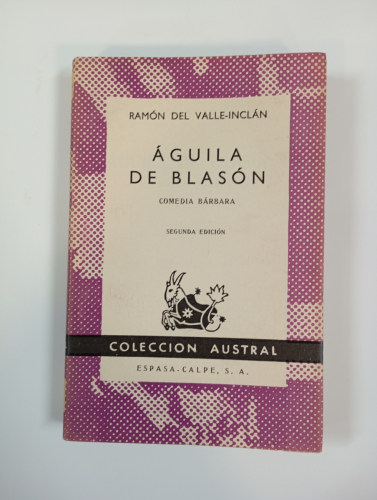 RAMÓN DEL VALLE-INCLÁN
ÁGUILA
DE BLASÓN
COMEDIA BÁRBARA
SEGUNDA EDICIÓN
COLECCION AUSTRAL
ESPASA-CALPE, S. A.